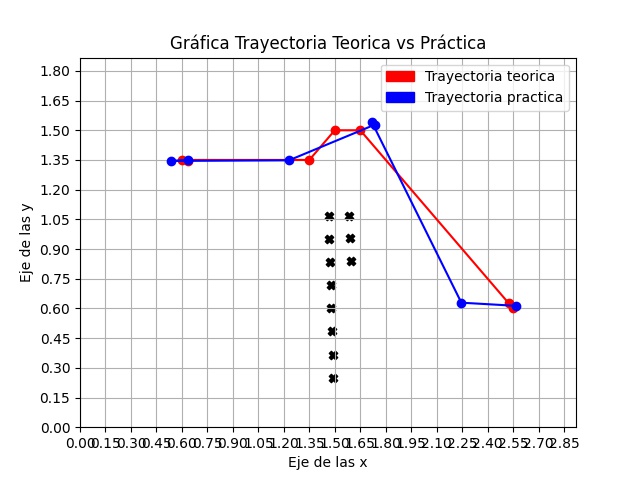 Gráfica Trayectoria Teorica vs Práctica
Trayectoria teorica
Trayectoria practica
1.80
1.65
1.50
1.35
1.20
1.05
0.90
0.75
0.60
0.45
0.30
0.15
0.00
Eje de las y
0.00 0.15 0.30 0.45 0.60 0.75 0.90 1.05 1.20 1.35 1.50 1.65 1.80 1.95 2.10 2.25 2.40 2.55 2.70 2.85
Eje de las x